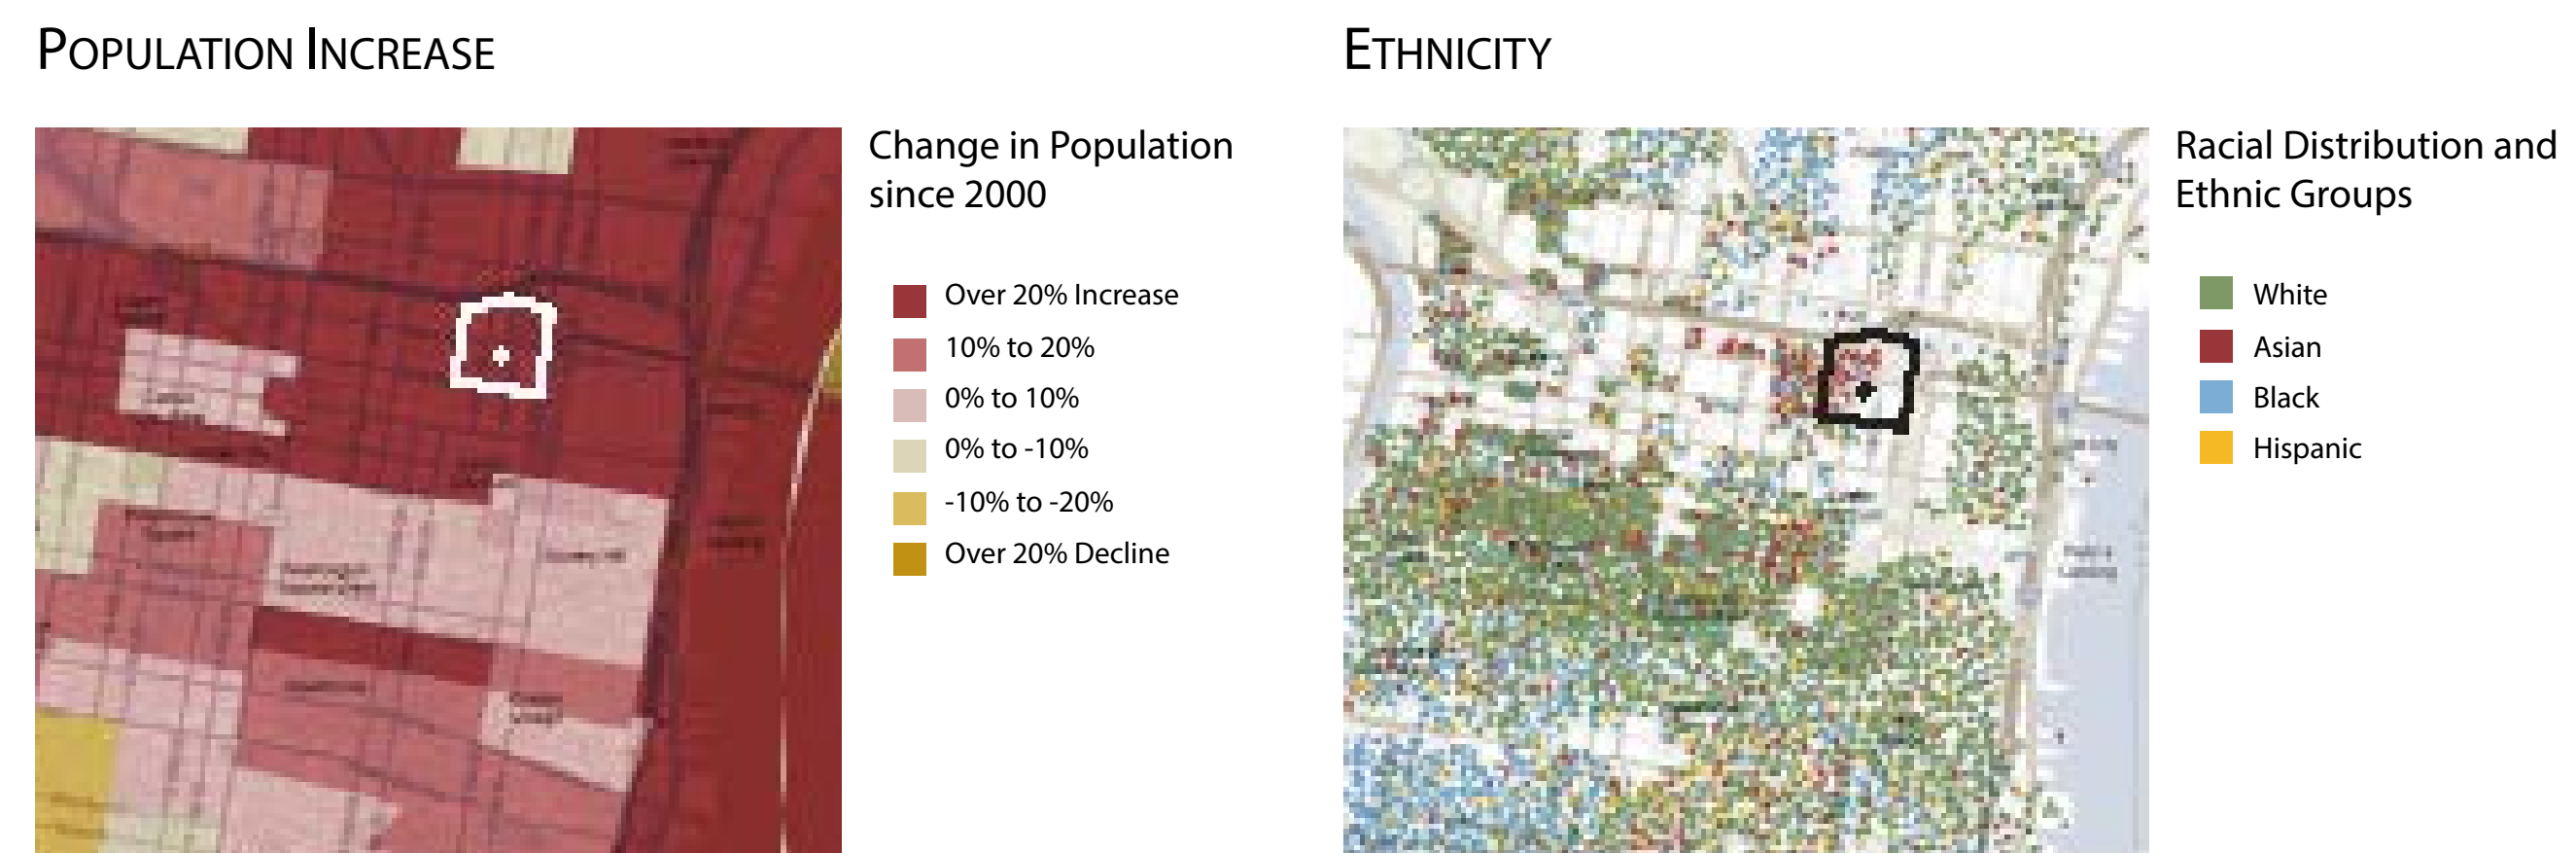 POPULATION INCREASE
Change in Population
since 2000
Over 20% Increase
10% to 20%
0% to 10%
0% to -10%
-10% to -20%
Over 20% Decline
ETHNICITY
Racial Distribution and
Ethnic Groups
White
Asian
Black
Hispanic